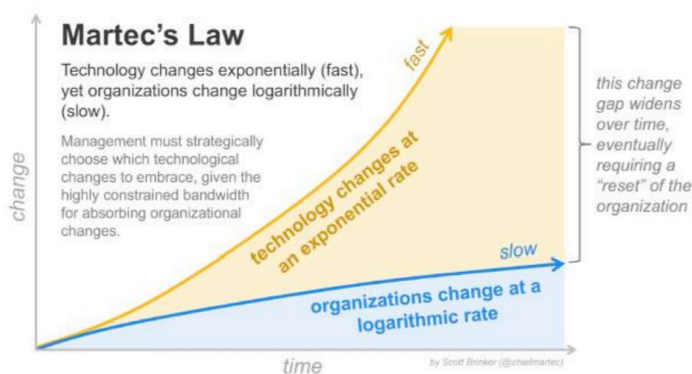 Martec's Law
Technology changes exponentially (fast),
yet organizations change logarithmically
(slow).
Management must strategically
choose which technological
changes to embrace, given the
highly constrained bandwidth
for absorbing organizational
changes.
change
fast
technology changes at
an exponential rate
this change
gap widens
over time,
eventually
requiring a
"reset" of the
organization
slow
organizations change at a
logarithmic rate
time
by Scott Brinker (@chiefmartec)